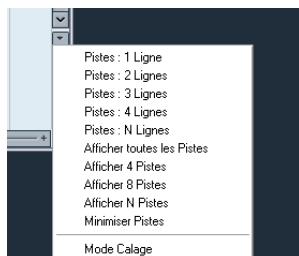 Pistes : 1 Ligne
Pistes : 2 Lignes
Pistes : 3 Lignes
Pistes : 4 Lignes
Pistes : N Lignes
Afficher toutes les Pistes
Afficher 4 Pistes
Afficher 8 Pistes
Afficher N Pistes
Minimiser Pistes
Mode Calage